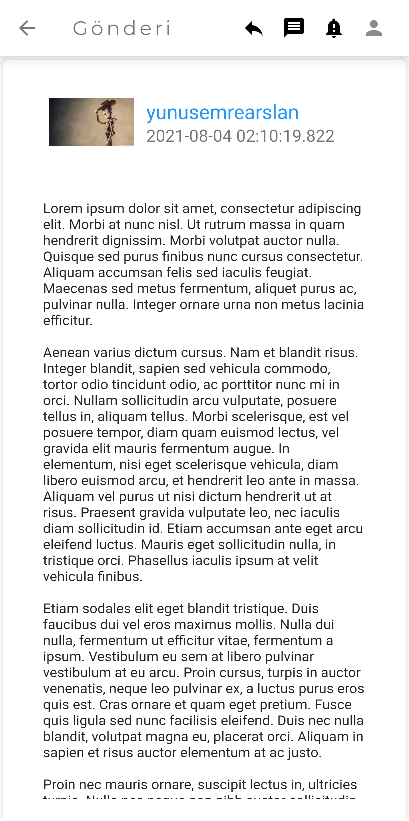 Gönderi
yunusemrearslan
2021-08-04 02:10:19.822
Lorem ipsum dolor sit amet, consectetur adipiscing
elit. Morbi at nunc nisl. Ut rutrum massa in quam
hendrerit dignissim. Morbi volutpat auctor nulla.
Quisque sed purus finibus nunc cursus consectetur.
Aliquam accumsan felis sed iaculis feugiat.
Maecenas sed metus fermentum, aliquet purus ac,
pulvinar nulla. Integer ornare urna non metus lacinia
efficitur.
Aenean varius dictum cursus. Nam et blandit risus.
Integer blandit, sapien sed vehicula commodo,
tortor odio tincidunt odio, ac porttitor nunc mi in
orci. Nullam sollicitudin arcu vulputate, posuere
tellus in, aliquam tellus. Morbi scelerisque, est vel
posuere tempor, diam quam euismod lectus, vel
gravida elit mauris fermentum augue. In
elementum, nisi eget scelerisque vehicula, diam
libero euismod arcu, et hendrerit leo ante in massa.
Aliquam vel purus ut nisi dictum hendrerit ut at
risus. Praesent gravida vulputate leo, nec iaculis
diam sollicitudin id. Etiam accumsan ante eget arcu
eleifend luctus. Mauris eget sollicitudin nulla, in
tristique orci. Phasellus iaculis ipsum at velit
vehicula finibus.
Etiam sodales elit eget blandit tristique. Duis
faucibus dui vel eros maximus mollis. Nulla dui
nulla, fermentum ut efficitur vitae, fermentum a
ipsum. Vestibulum eu sem at libero pulvinar
vestibulum at eu arcu. Proin cursus, turpis in auctor
venenatis, neque leo pulvinar ex, a luctus purus eros
quis est. Cras ornare et quam eget pretium. Fusce
quis ligula sed nunc facilisis eleifend. Duis nec nulla
blandit, volutpat magna eu, placerat orci. Aliquam in
sapien et risus auctor elementum at ac justo.
Proin nec mauris ornare, suscipit lectus in, ultricies